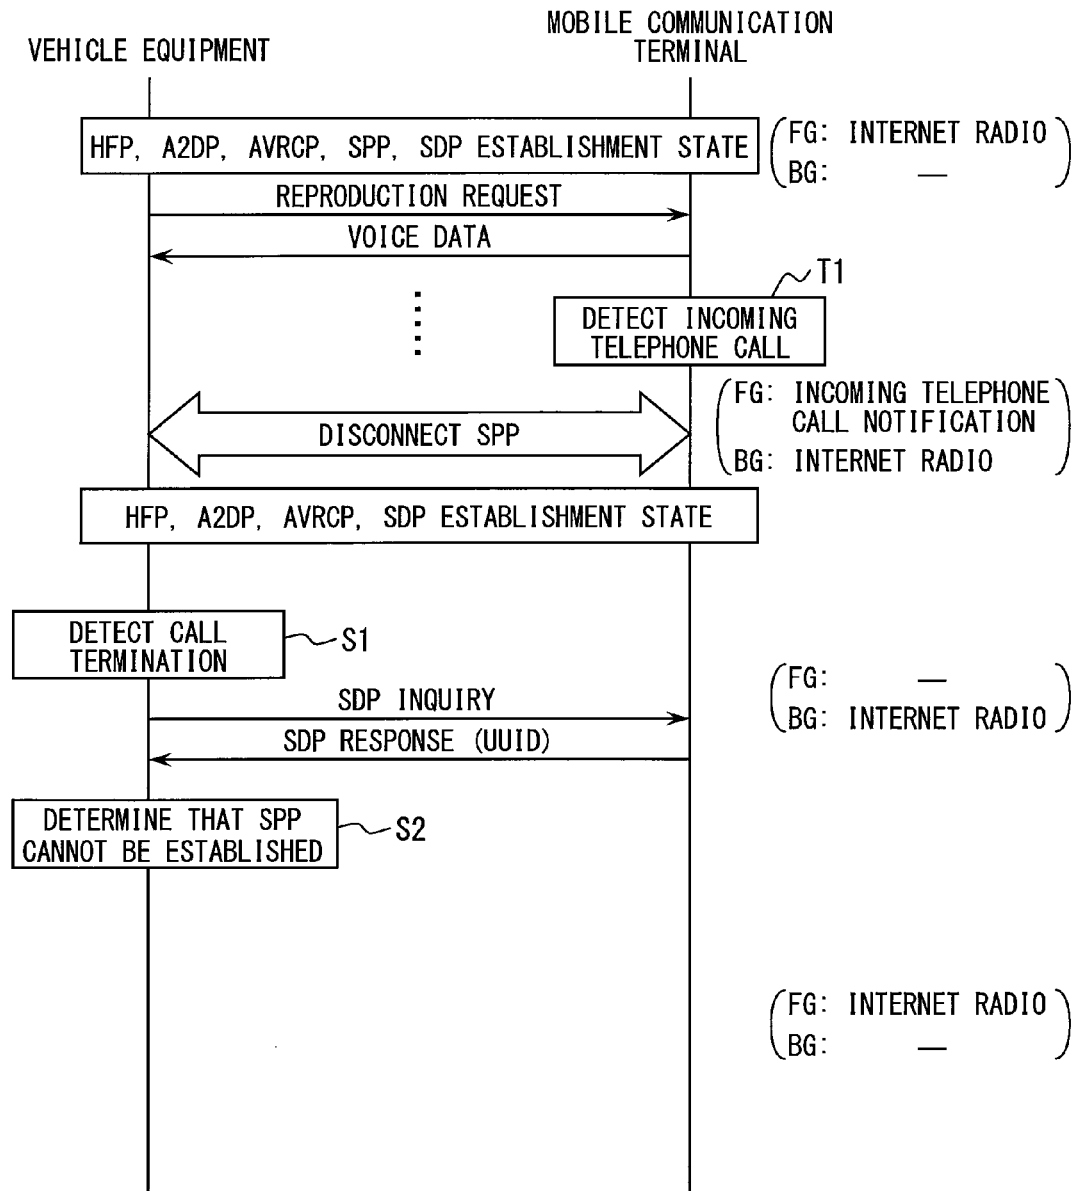 MOBILE COMMUNICATION
TERMINAL
VEHICLE EQUIPMENT
HFP, A2DP, AVRCP, SPP, SDP ESTABLISHMENT STATE
FG: INTERNET RADIO
BG: —
REPRODUCTION REQUEST
VOICE DATA
T1
DETECT INCOMING
TELEPHONE CALL
FG: INCOMING TELEPHONE
CALL NOTIFICATION
BG: INTERNET RADIO
DISCONNECT SPP
HFP, A2DP, AVRCP, SDP ESTABLISHMENT STATE
DETECT CALL
TERMINATION
S1
FG: —
BG: INTERNET RADIO
SDP INQUIRY
SDP RESPONSE (UUID)
DETERMINE THAT SPP
CANNOT BE ESTABLISHED
S2
FG: INTERNET RADIO
BG: —